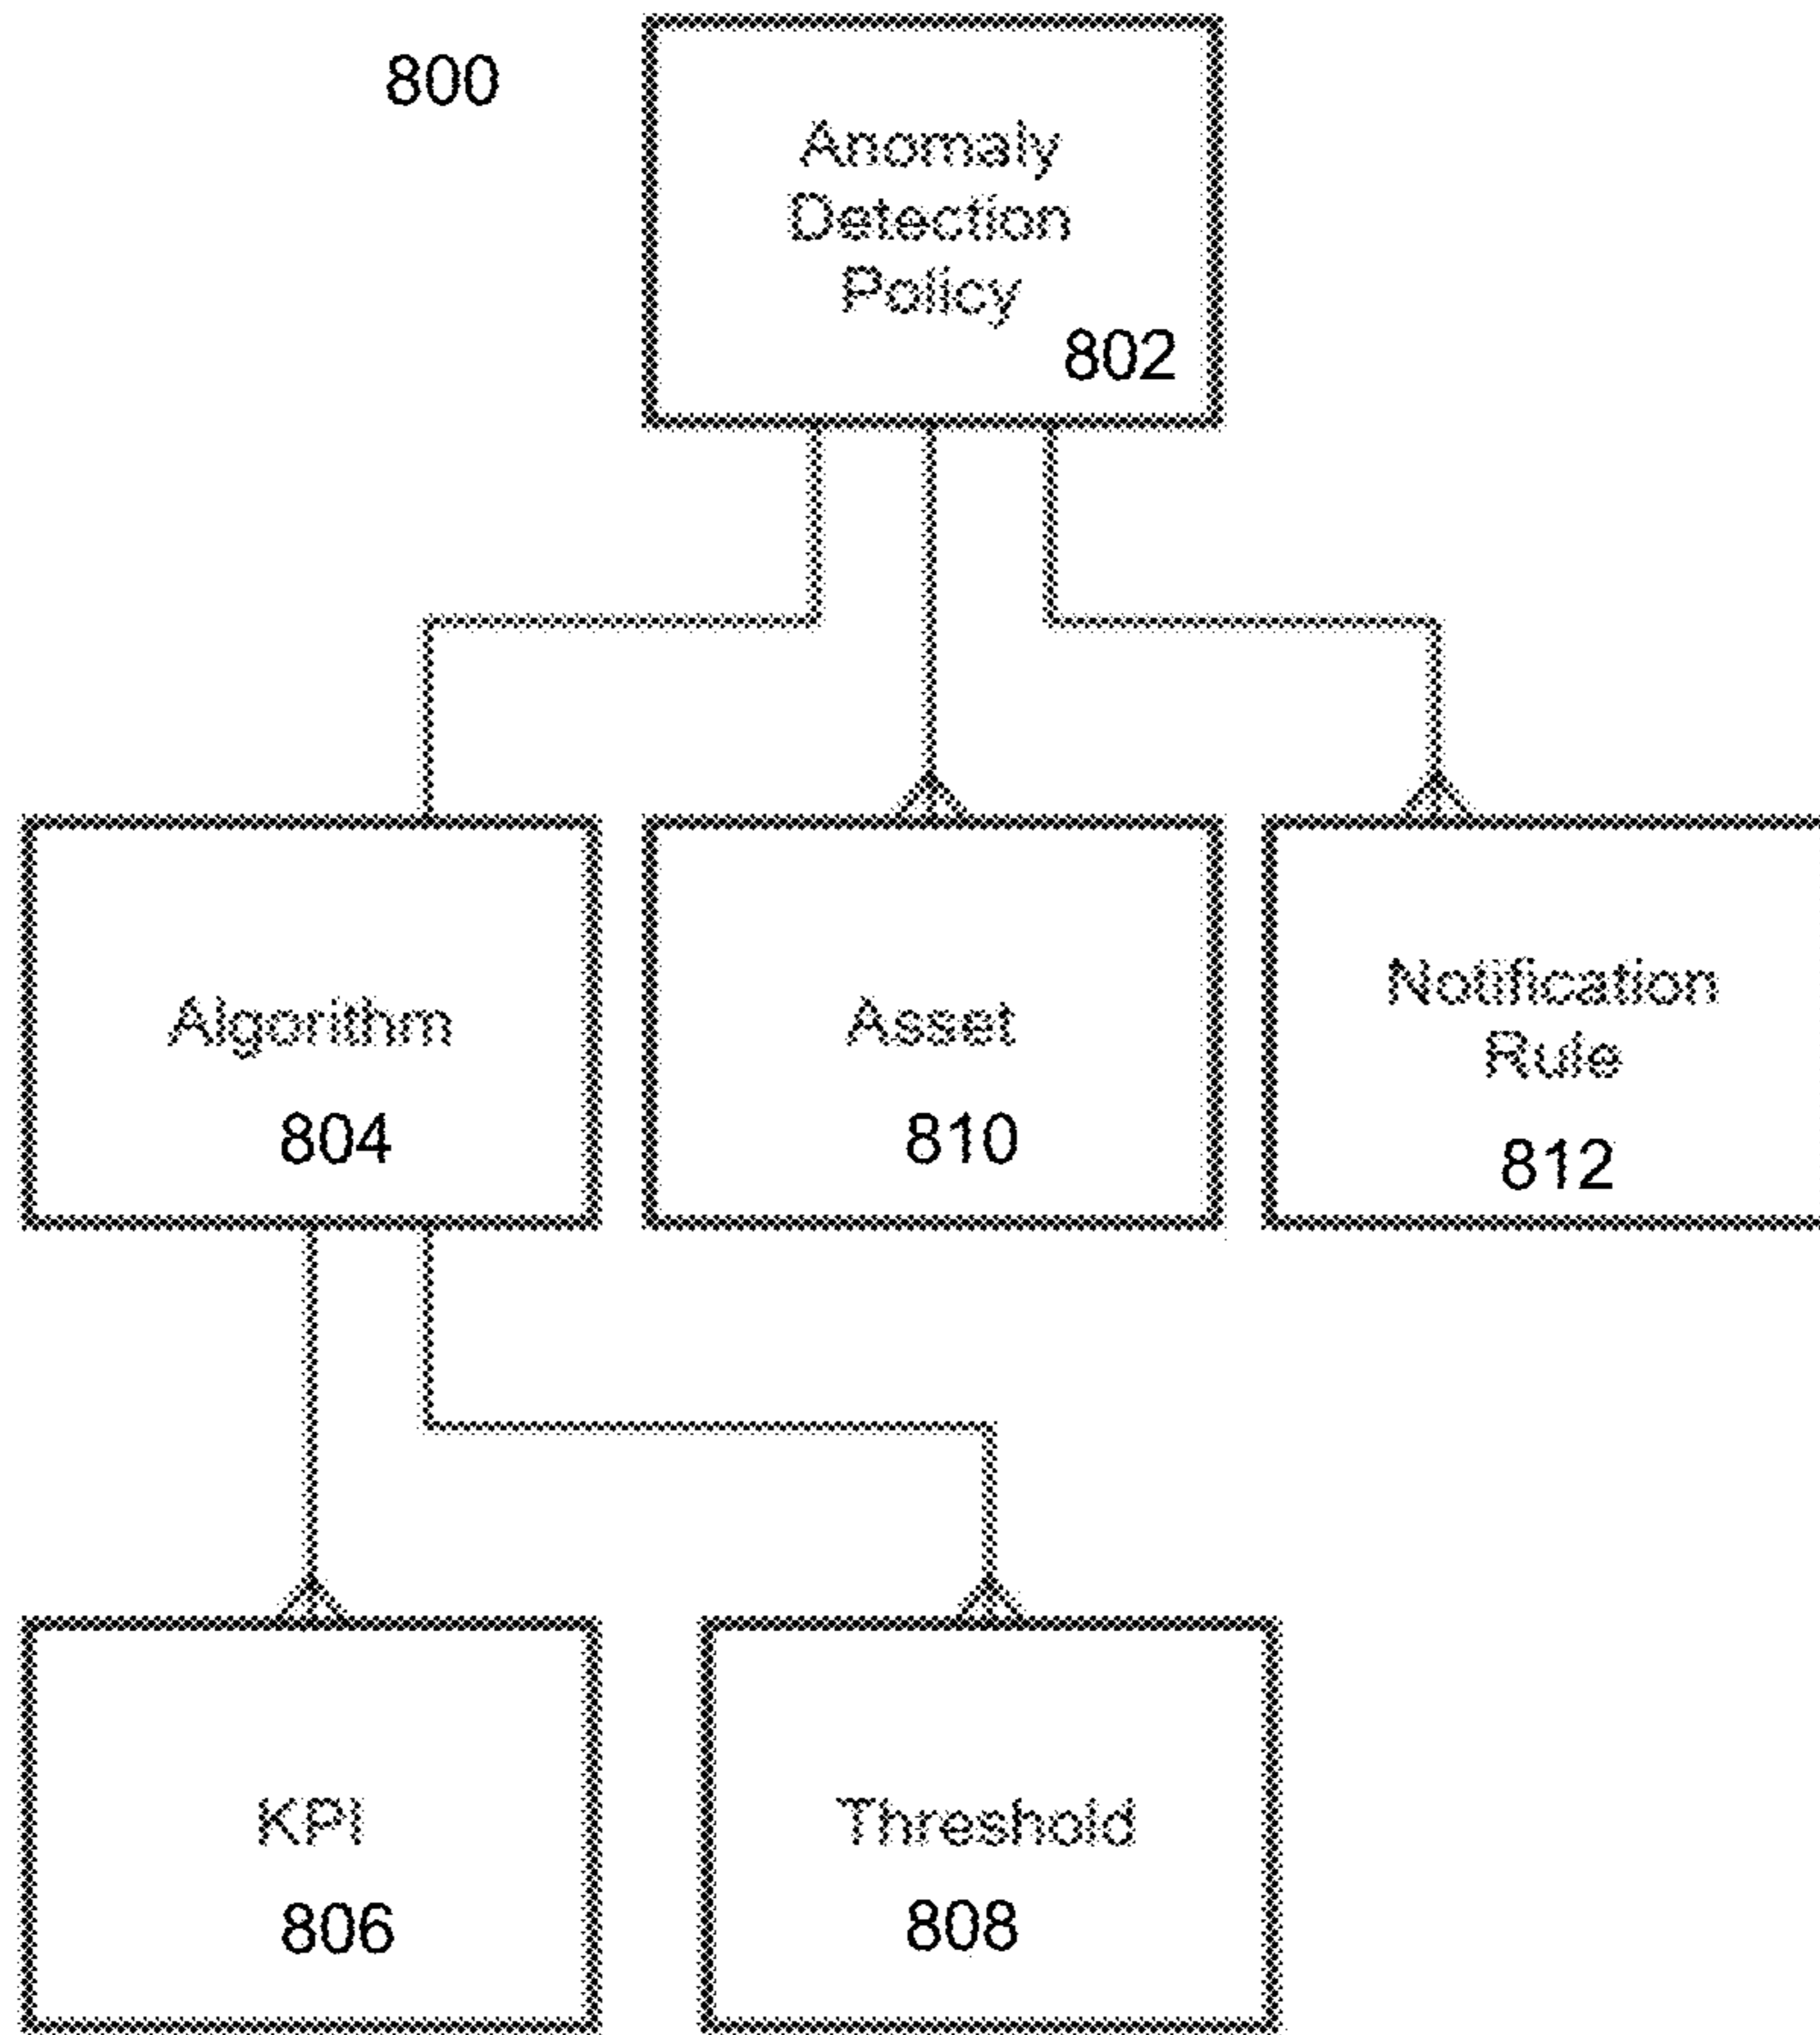 800
Anomaly
Detection
Policy
802
Algorithm
804
Asset
810
Notification
Rule
812
KPI
806
Threshold
808